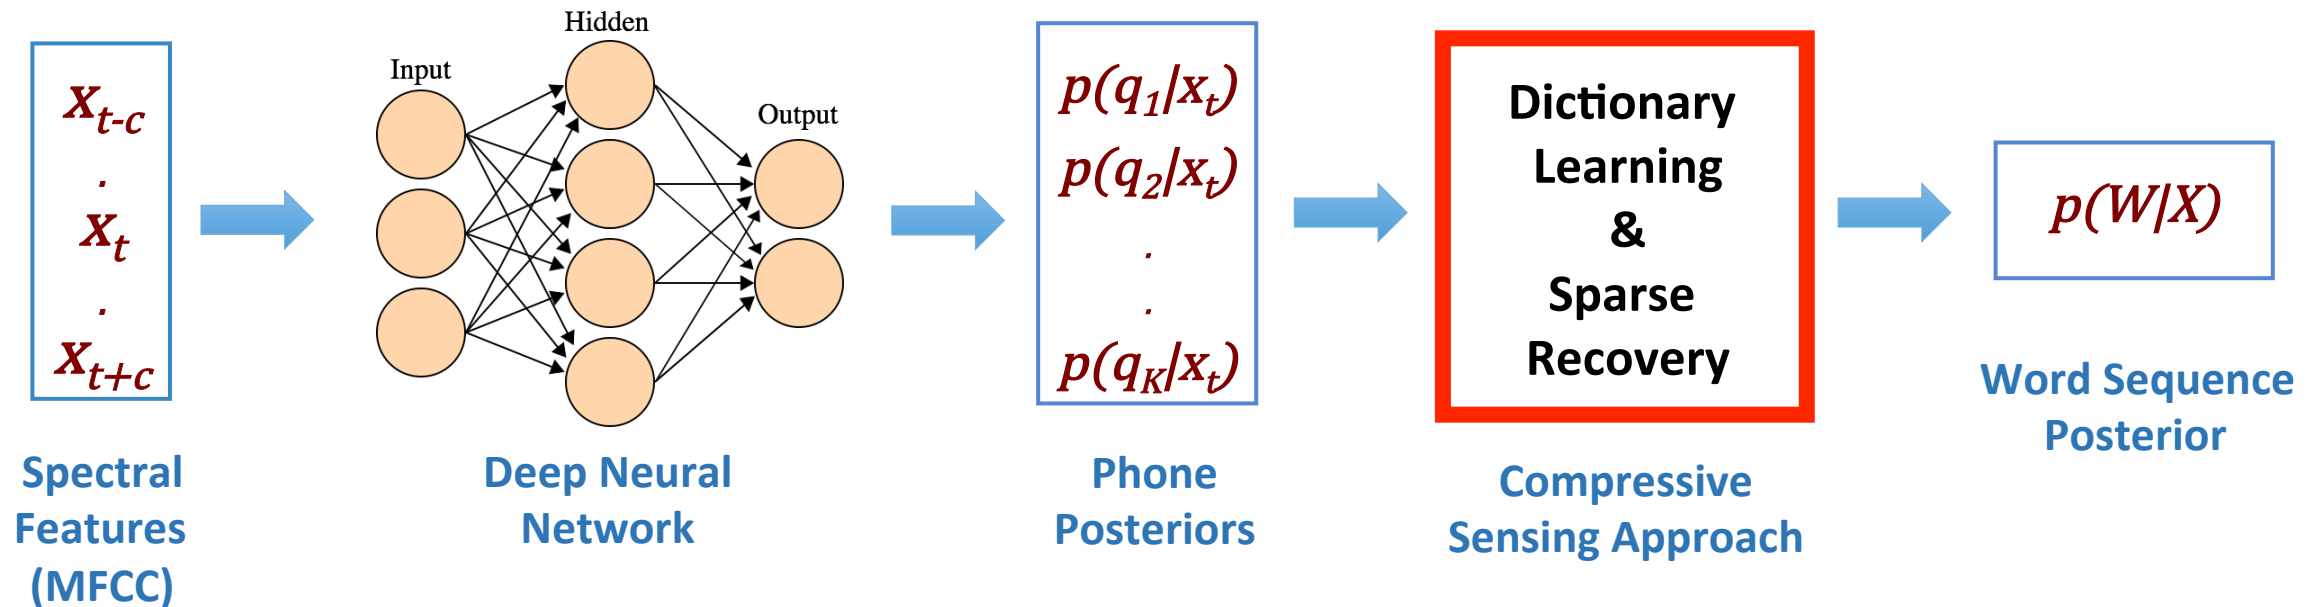 x_{t-c}
.
x_t
.
x_{t+c}
Spectral
Features
(MFCC)
Input
Hidden
Output
Deep Neural
Network
p(q_1|x_t)
p(q_2|x_t)
.
.
p(q_K|x_t)
Phone
Posteriors
Dictionary
Learning
&
Sparse
Recovery
Compressive
Sensing Approach
p(W|X)
Word Sequence
Posterior